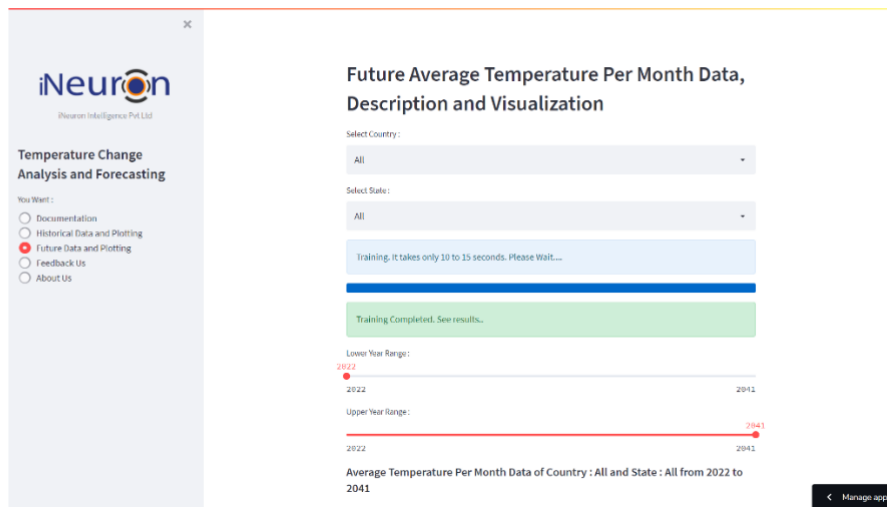 ×
iNeuron
iNeuron Intelligence Pvt Ltd
Temperature Change
Analysis and Forecasting
You Want :
Documentation
Historical Data and Plotting
Future Data and Plotting
Feedback Us
About Us
Future Average Temperature Per Month Data,
Description and Visualization
Select Country :
All
Select State :
All
Training. It takes only 10 to 15 seconds. Please Wait....
Training Completed. See results..
Lower Year Range :
2022
2022 2041
Upper Year Range :
2041
2022 2041
Average Temperature Per Month Data of Country : All and State : All from 2022 to
2041
< Manage app